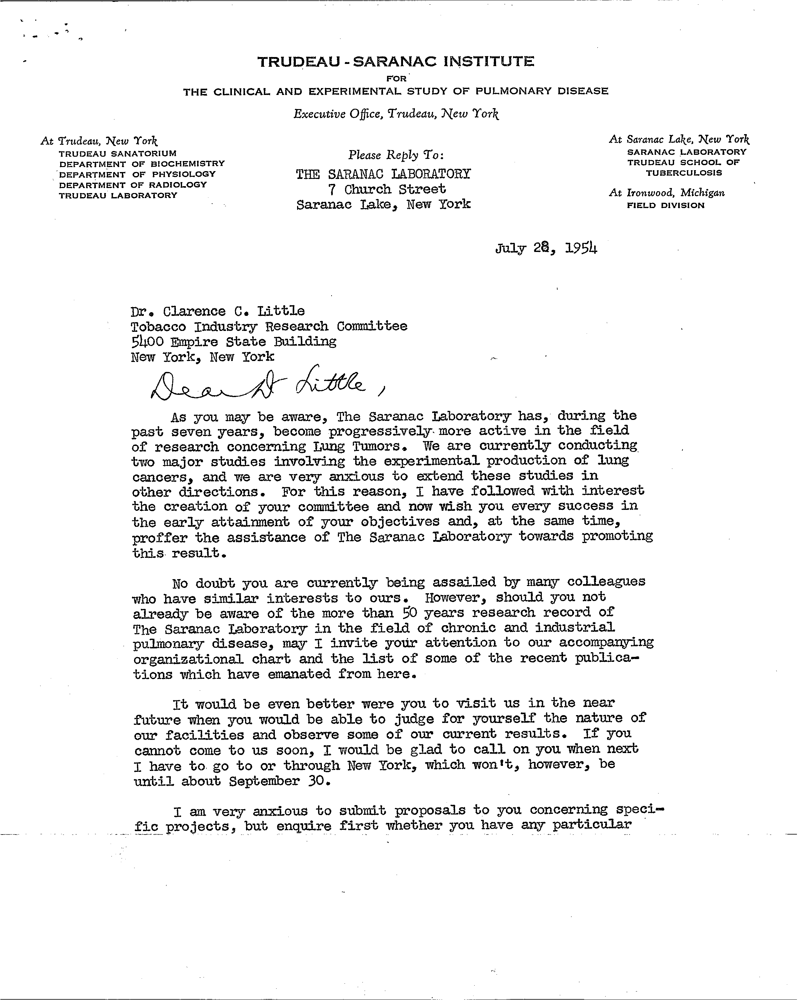 TRUDEAU - SARANAC INSTITUTE
FOR
THE CLINICAL AND EXPERIMENTAL STUDY OF PULMONARY DISEASE
Executive Office, Trudeau, New York
At Trudeau, New York
TRUDEAU SANATORIUM
DEPARTMENT OF BIOCHEMISTRY
DEPARTMENT OF PHYSIOLOGY
DEPARTMENT OF RADIOLOGY
TRUDEAU LABORATORY
Please Reply To:
THE SARANAC LABORATORY
7 Church Street
Saranac Lake, New York
At Saranac Lake, New York
SARANAC LABORATORY
TRUDEAU SCHOOL OF
TUBERCULOSIS
At Ironwood, Michigan
FIELD DIVISION
July 28, 1954
Dr. Clarence C. Little
Tobacco Industry Research Committee
5400 Empire State Building
New York, New York
Dear Dr Little,
As you may be aware, The Saranac Laboratory has, during the
past seven years, become progressively more active in the field
of research concerning Lung Tumors. We are currently conducting
two major studies involving the experimental production of lung
cancers, and we are very anxious to extend these studies in
other directions. For this reason, I have followed with interest
the creation of your committee and now wish you every success in
the early attainment of your objectives and, at the same time,
proffer the assistance of The Saranac Laboratory towards promoting
this result.
No doubt you are currently being assailed by many colleagues
who have similar interests to ours. However, should you not
already be aware of the more than 50 years research record of
The Saranac Laboratory in the field of chronic and industrial
pulmonary disease, may I invite your attention to our accompanying
organizational chart and the list of some of the recent publica-
tions which have emanated from here.
It would be even better were you to visit us in the near
future when you would be able to judge for yourself the nature of
our facilities and observe some of our current results. If you
cannot come to us soon, I would be glad to call on you when next
I have to go to or through New York, which won't, however, be
until about September 30.
I am very anxious to submit proposals to you concerning speci-
fic projects, but enquire first whether you have any particular